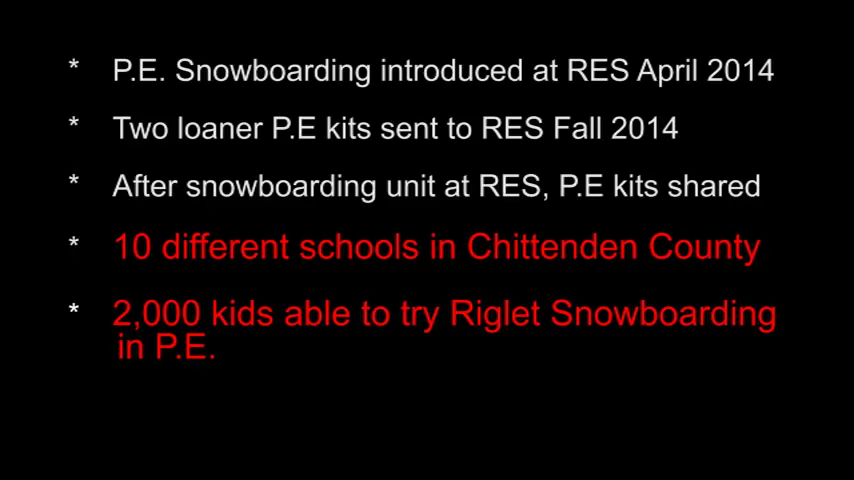 * P.E. Snowboarding introduced at RES April 2014
* Two loaner P.E kits sent to RES Fall 2014
* After snowboarding unit at RES, P.E kits shared
* 10 different schools in Chittenden County
* 2,000 kids able to try Riglet Snowboarding
in P.E.